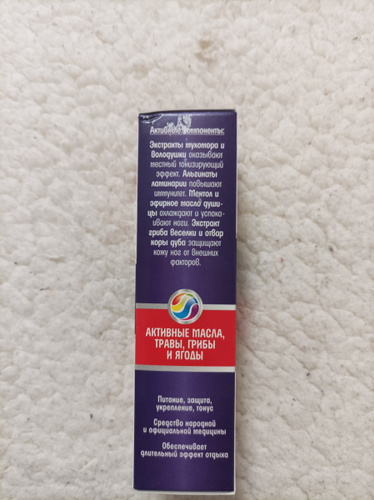 Активные компоненты:
Экстракты мухомора и
володушки оказывают
местный тонизирующий
эффект. Альгинаты
ламинарии повышают
иммунитет. Ментол и
эфирное масло души-
цы охлаждают и успока-
ивают ноги. Экстракт
гриба веселки и отвар
коры дуба защищают
кожу ног от внешних
факторов.
АКТИВНЫЕ МАСЛА,
ТРАВЫ, ГРИБЫ
И ЯГОДЫ
Питание, защита,
укрепление, тонус
Средство народной
и официальной медицины
Обеспечивает
длительный эффект отдыха